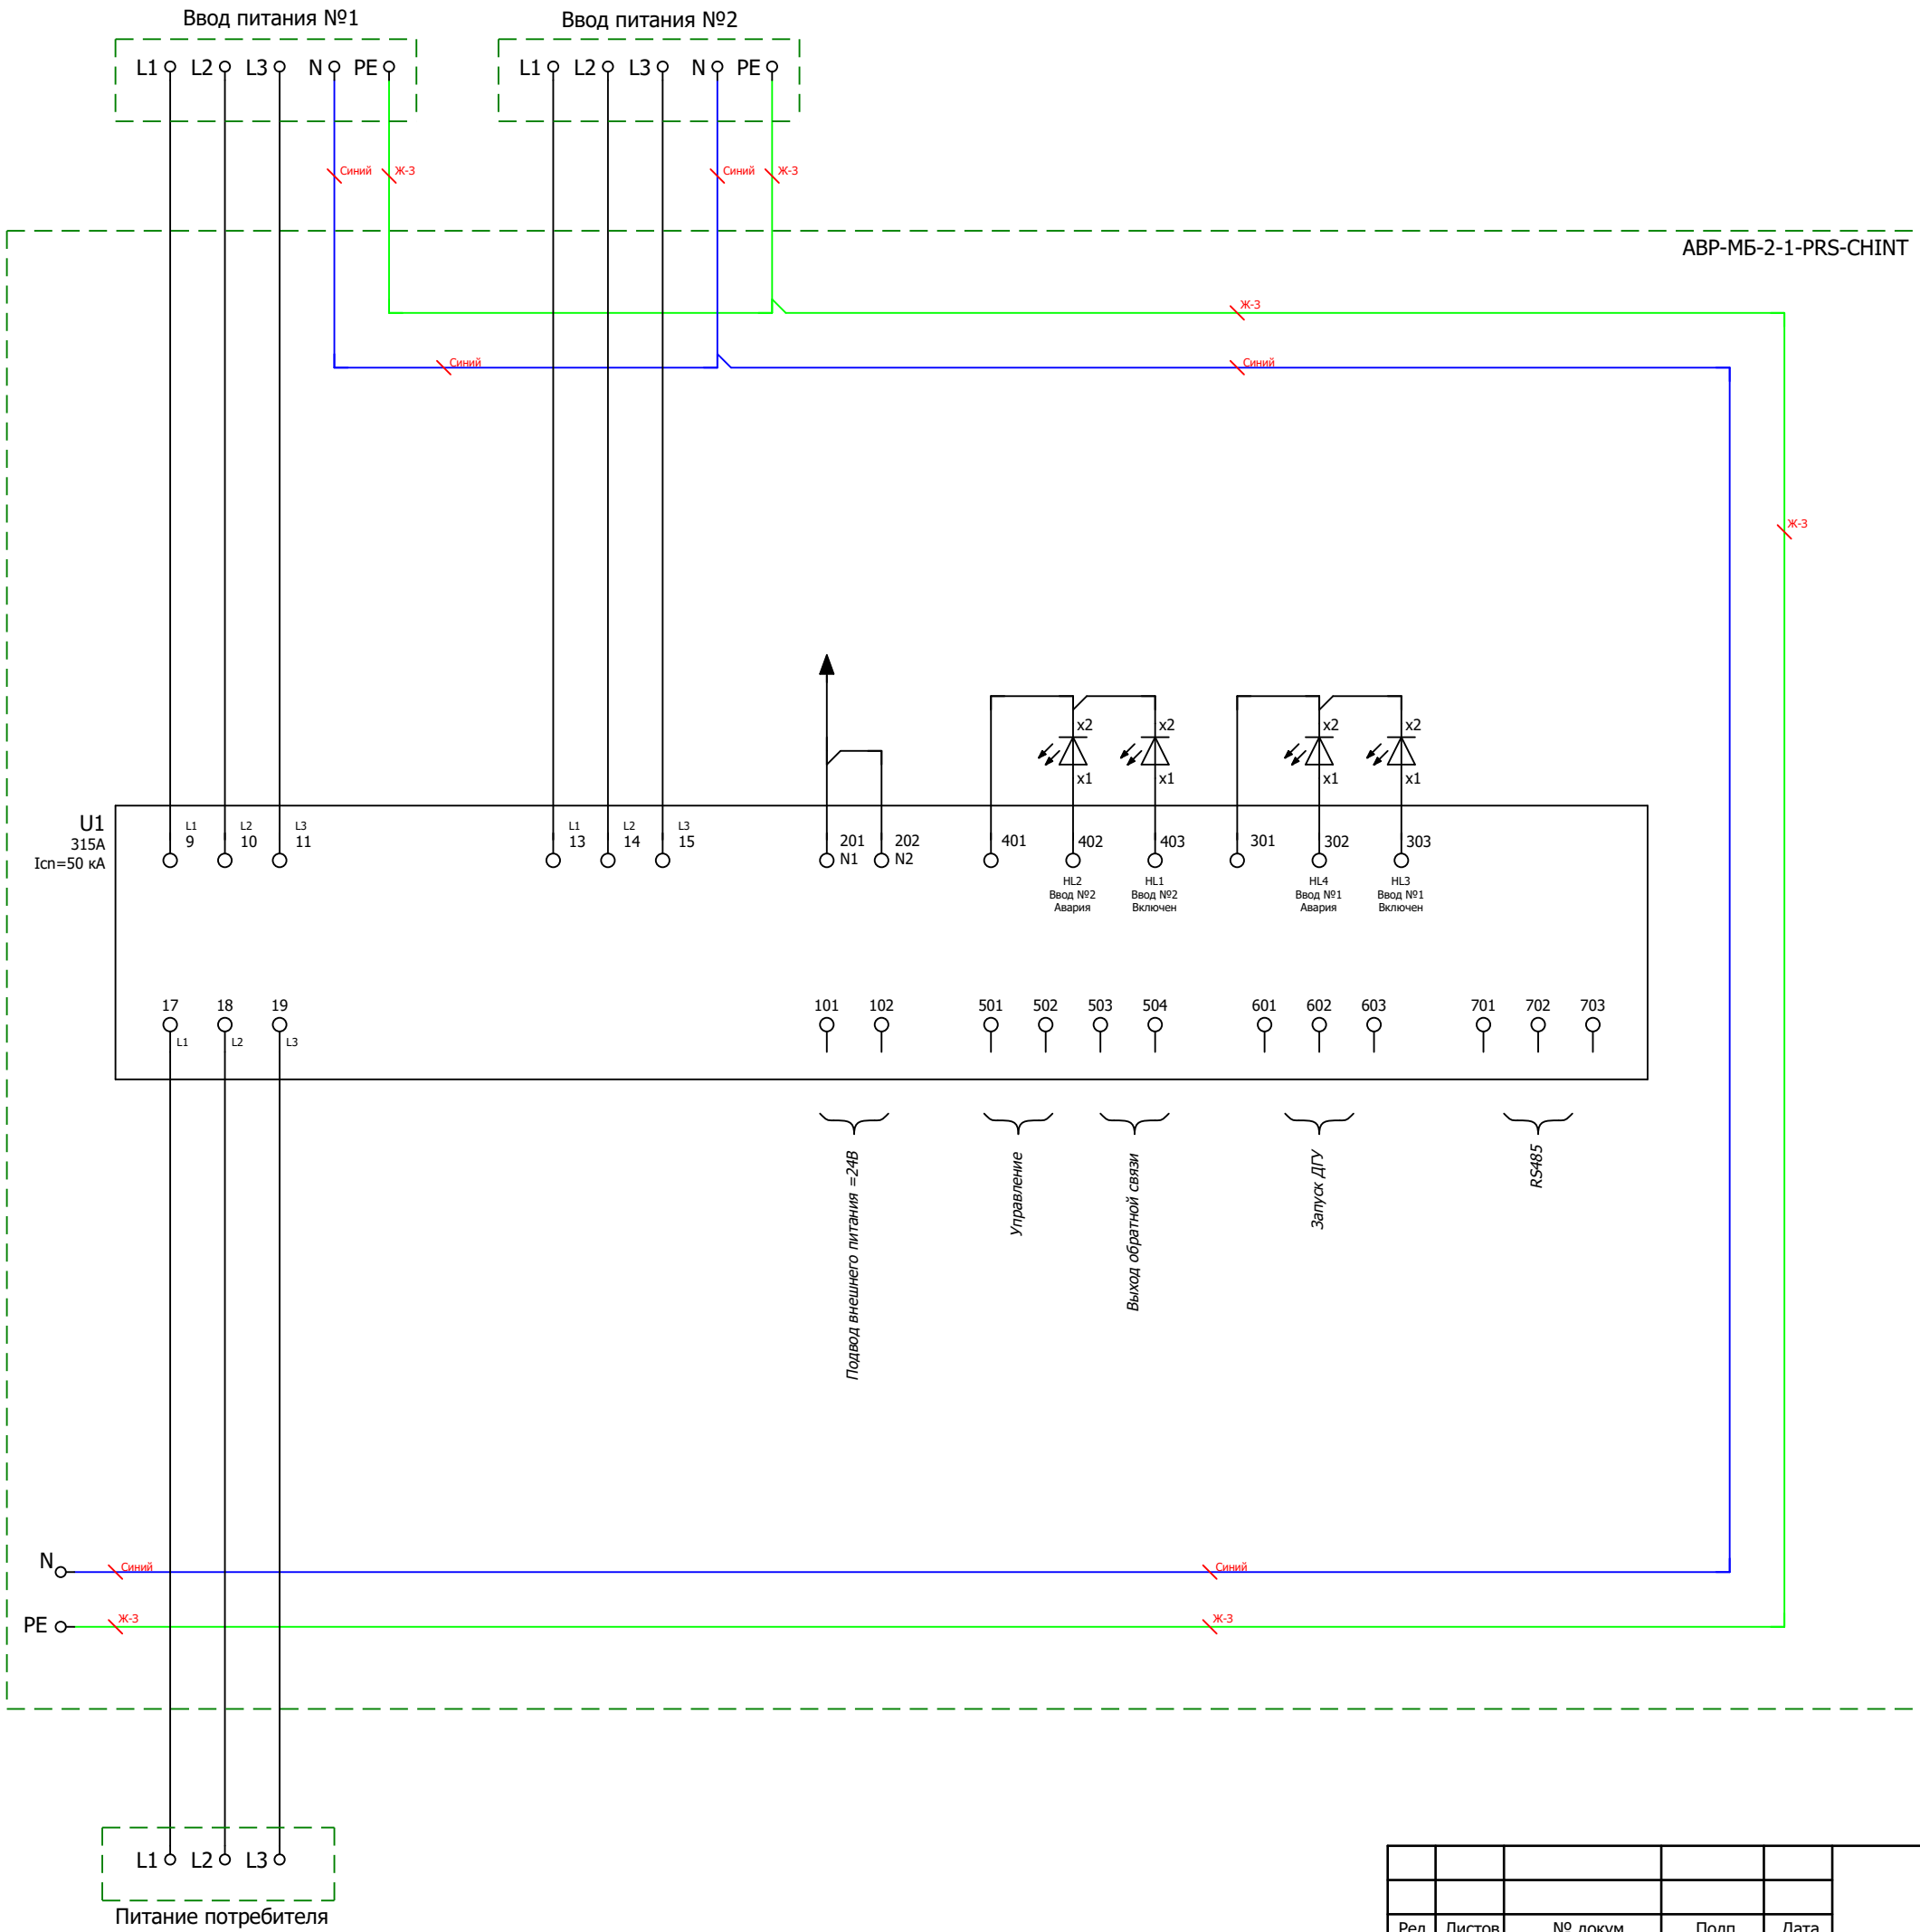 Ввод питания №1
Ввод питания №2
L1 L2 L3 N PE
L1 L2 L3 N PE
Синий Ж-З
Синий Ж-З
АВР-МБ-2-1-PRS-CHINT
Ж-З
Синий
Синий
Ж-З
x2 x2 x2 x2
x1 x1 x1 x1
U1
315А
Icn=50 кА
L1 L2 L3
9 10 11
L1 L2 L3
13 14 15
201 202
N1 N2
401 402 403
301 302 303
HL2
Ввод №2
Авария
HL1
Ввод №2
Включен
HL4
Ввод №1
Авария
HL3
Ввод №1
Включен
17 18 19
L1 L2 L3
101 102
501 502 503 504
601 602 603
701 702 703
Подвод внешнего питания =24В
Управление
Выход обратной связи
Запуск ДГУ
RS485
N
Синий
Синий
PE
Ж-З
Ж-З
L1 L2 L3
Питание потребителя
Ред Листов № докум Подп Дата